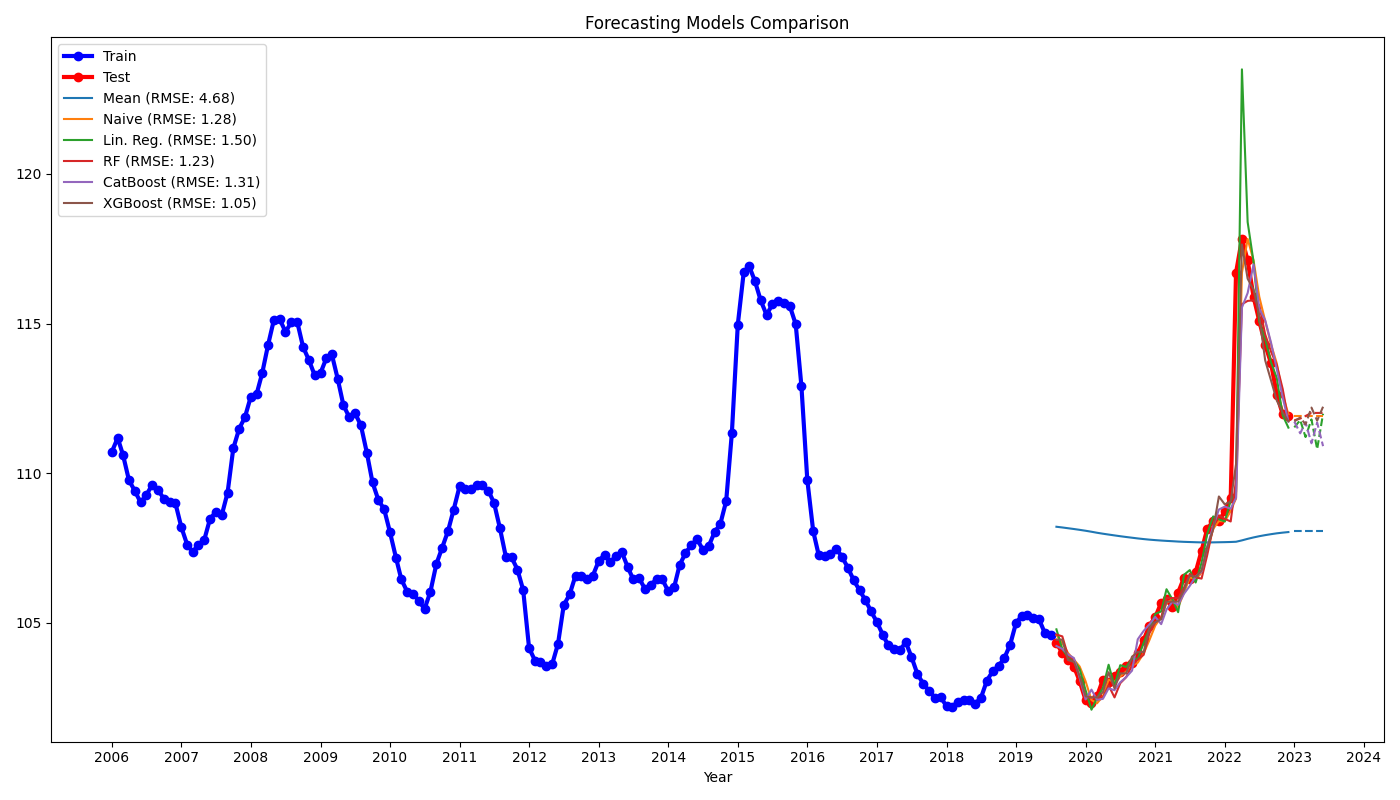 Forecasting Models Comparison
Train
Test
Mean (RMSE: 4.68)
Naive (RMSE: 1.28)
Lin. Reg. (RMSE: 1.50)
RF (RMSE: 1.23)
CatBoost (RMSE: 1.31)
XGBoost (RMSE: 1.05)
120
115
110
105
2006 2007 2008 2009 2010 2011 2012 2013 2014 2015 2016 2017 2018 2019 2020 2021 2022 2023 2024
Year